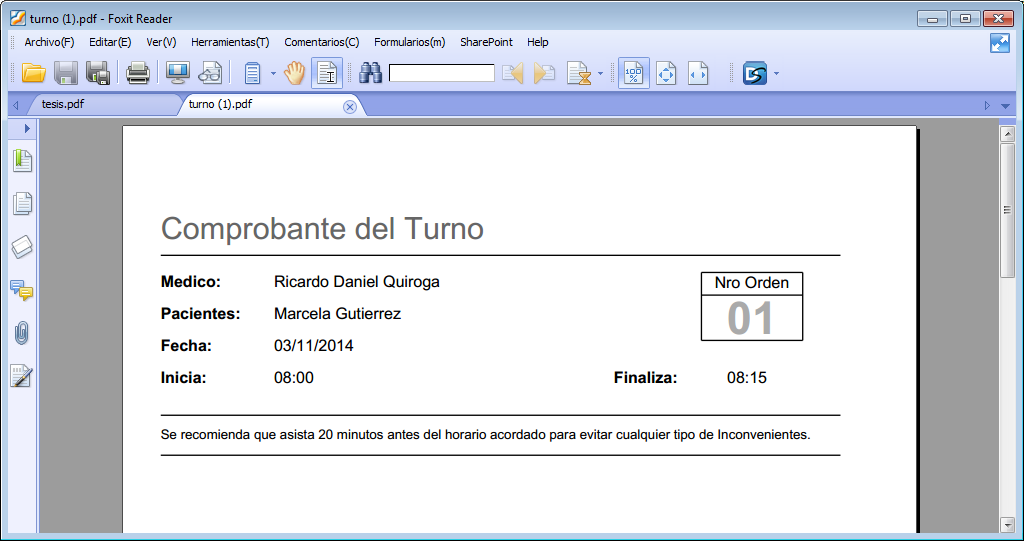 turno (1).pdf - Foxit Reader
Archivo(F) Editar(E) Ver(V) Herramientas(T) Comentarios(C) Formularios(m) SharePoint Help
100 %
tesis.pdf turno (1).pdf
Comprobante del Turno
Medico: Ricardo Daniel Quiroga Nro Orden
01
Pacientes: Marcela Gutierrez
Fecha: 03/11/2014
Inicia: 08:00 Finaliza: 08:15
Se recomienda que asista 20 minutos antes del horario acordado para evitar cualquier tipo de Inconvenientes.